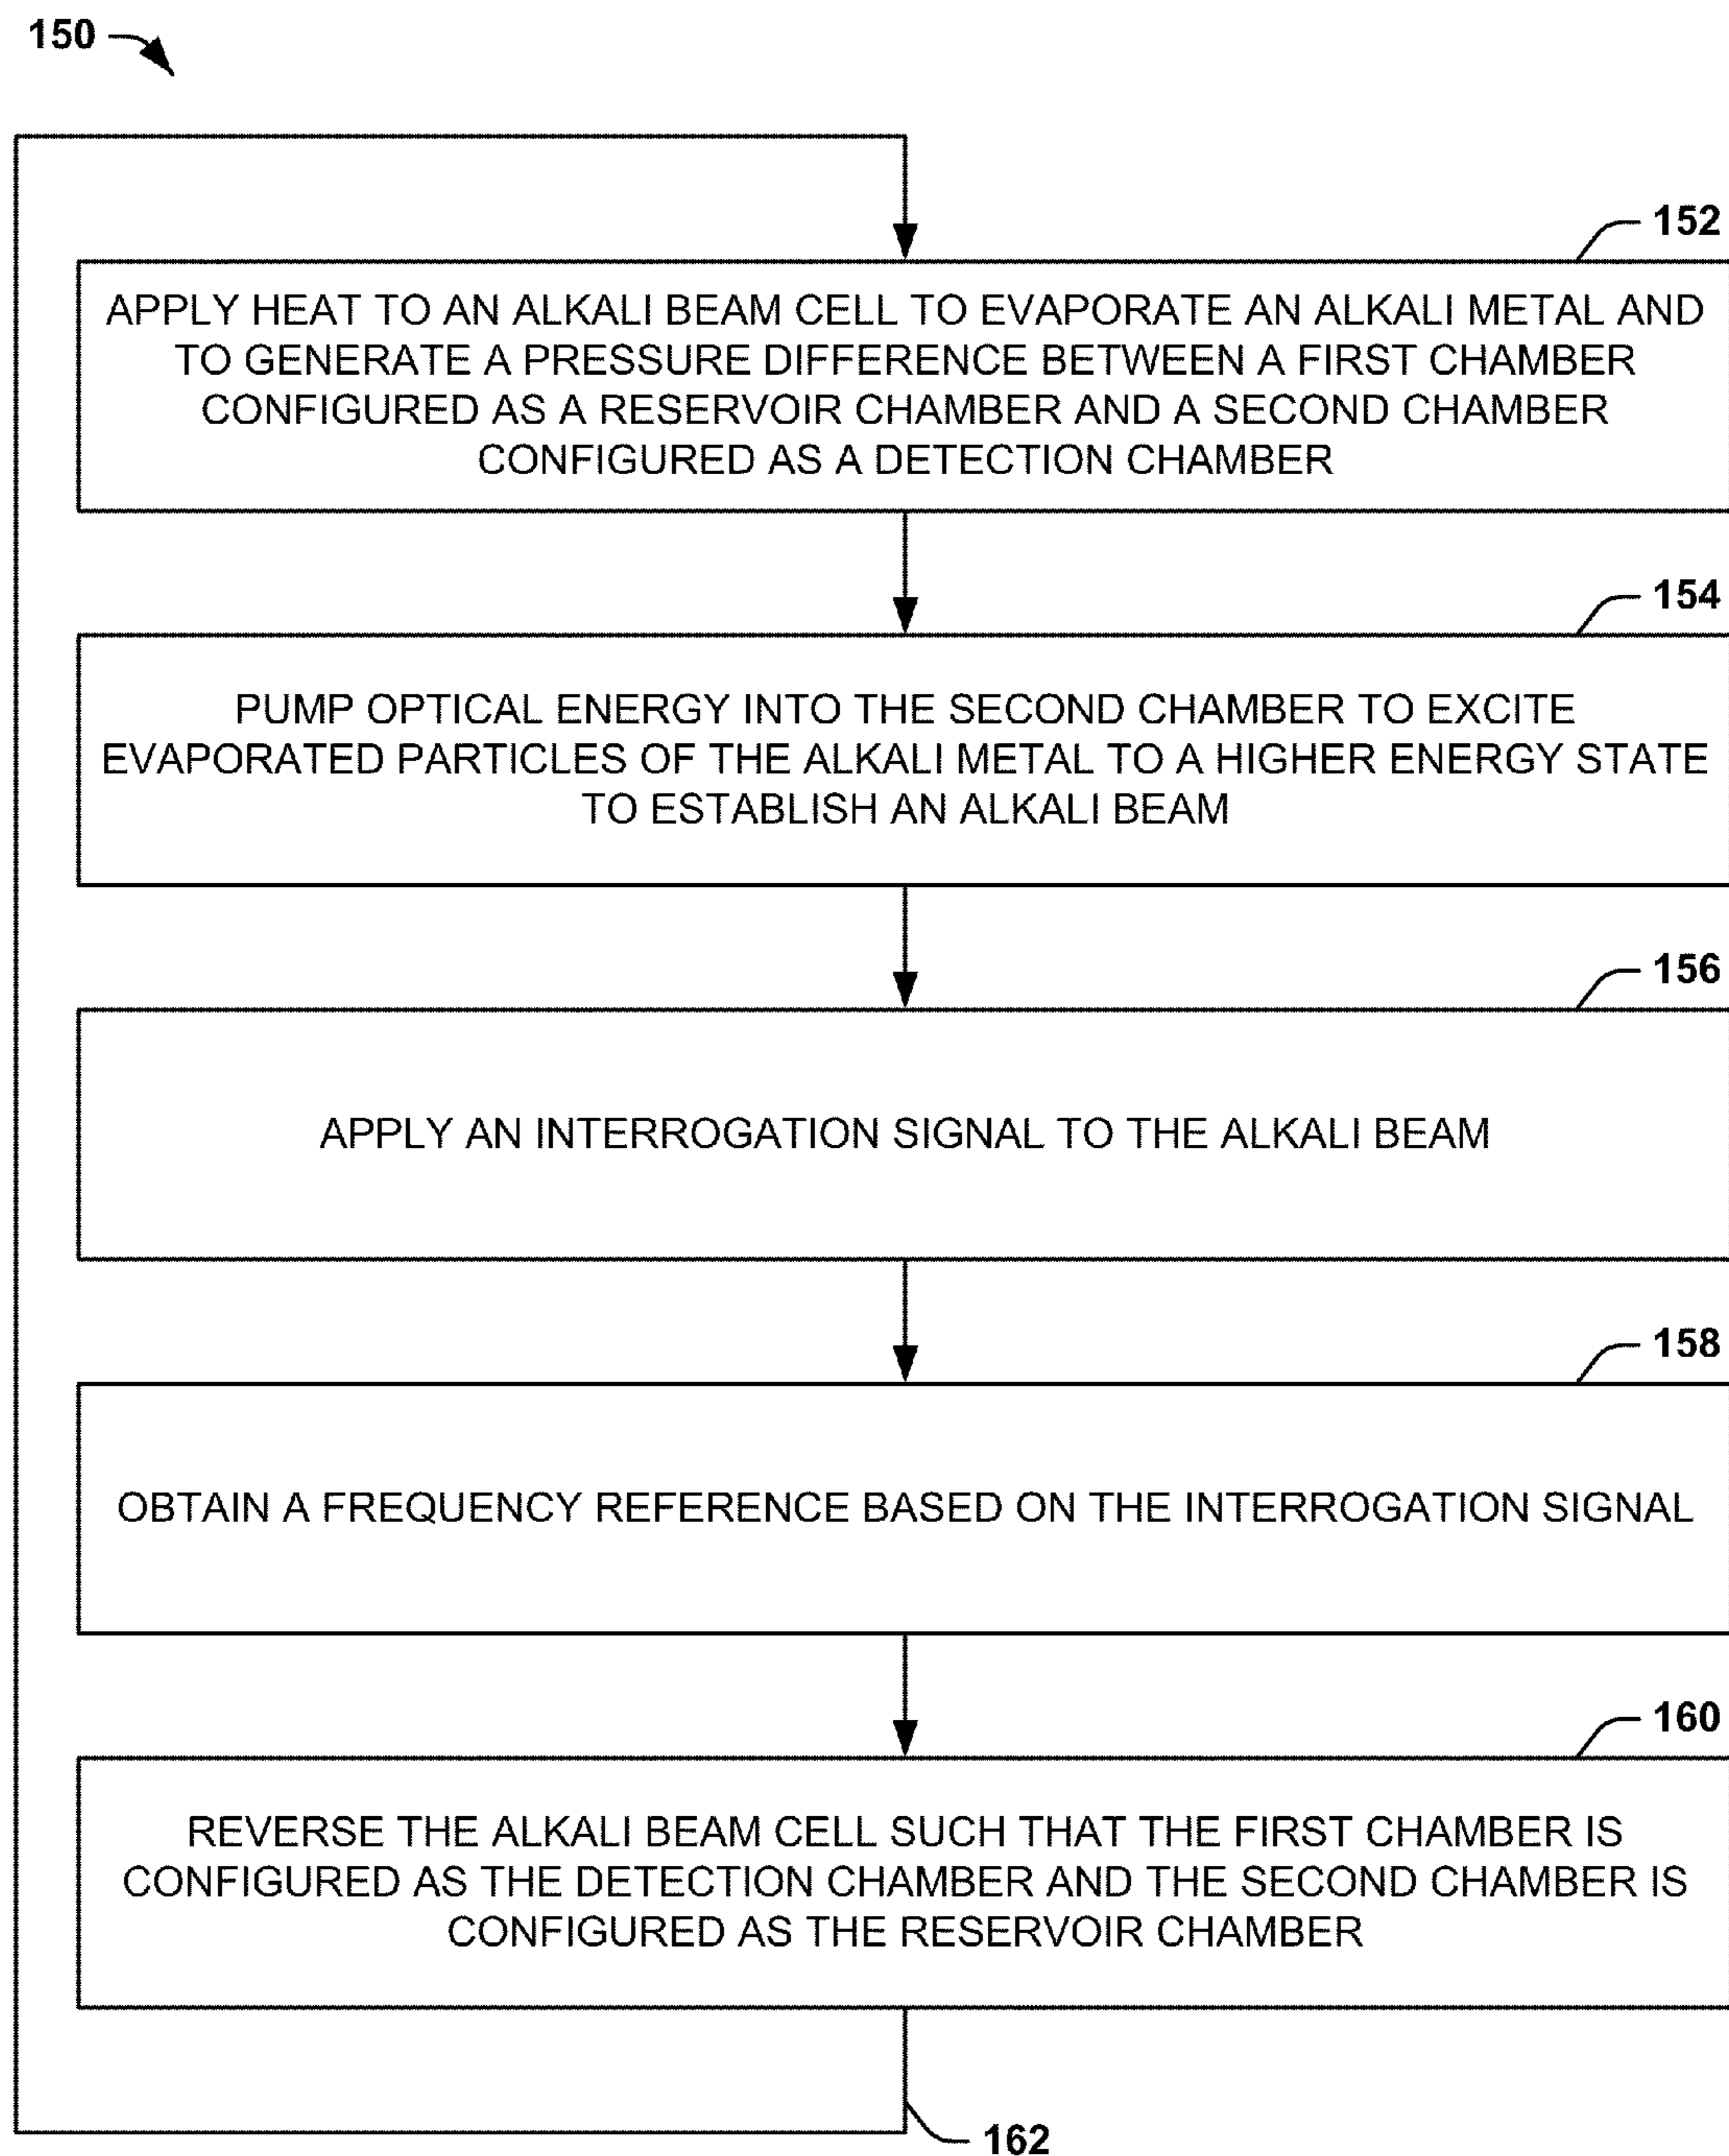 150
152
APPLY HEAT TO AN ALKALI BEAM CELL TO EVAPORATE AN ALKALI METAL AND
TO GENERATE A PRESSURE DIFFERENCE BETWEEN A FIRST CHAMBER
CONFIGURED AS A RESERVOIR CHAMBER AND A SECOND CHAMBER
CONFIGURED AS A DETECTION CHAMBER
154
PUMP OPTICAL ENERGY INTO THE SECOND CHAMBER TO EXCITE
EVAPORATED PARTICLES OF THE ALKALI METAL TO A HIGHER ENERGY STATE
TO ESTABLISH AN ALKALI BEAM
156
APPLY AN INTERROGATION SIGNAL TO THE ALKALI BEAM
158
OBTAIN A FREQUENCY REFERENCE BASED ON THE INTERROGATION SIGNAL
160
REVERSE THE ALKALI BEAM CELL SUCH THAT THE FIRST CHAMBER IS
CONFIGURED AS THE DETECTION CHAMBER AND THE SECOND CHAMBER IS
CONFIGURED AS THE RESERVOIR CHAMBER
162